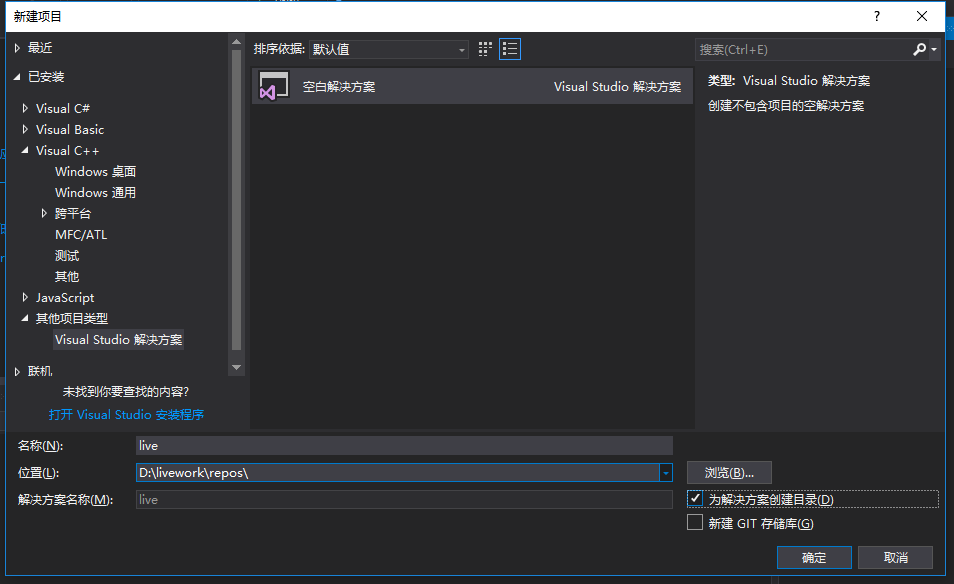 新建项目
?
最近
已安装
Visual C#
Visual Basic
Visual C++
Windows 桌面
Windows 通用
跨平台
MFC/ATL
测试
其他
JavaScript
其他项目类型
Visual Studio 解决方案
联机
未找到你要查找的内容?
打开 Visual Studio 安装程序
排序依据: 默认值
空白解决方案 Visual Studio 解决方案
搜索(Ctrl+E)
类型: Visual Studio 解决方案
创建不包含项目的空解决方案
名称(N): live
位置(L): D:\livework\repos\ 浏览(B)...
解决方案名称(M): live
为解决方案创建目录(D)
新建 GIT 存储库(G)
确定 取消